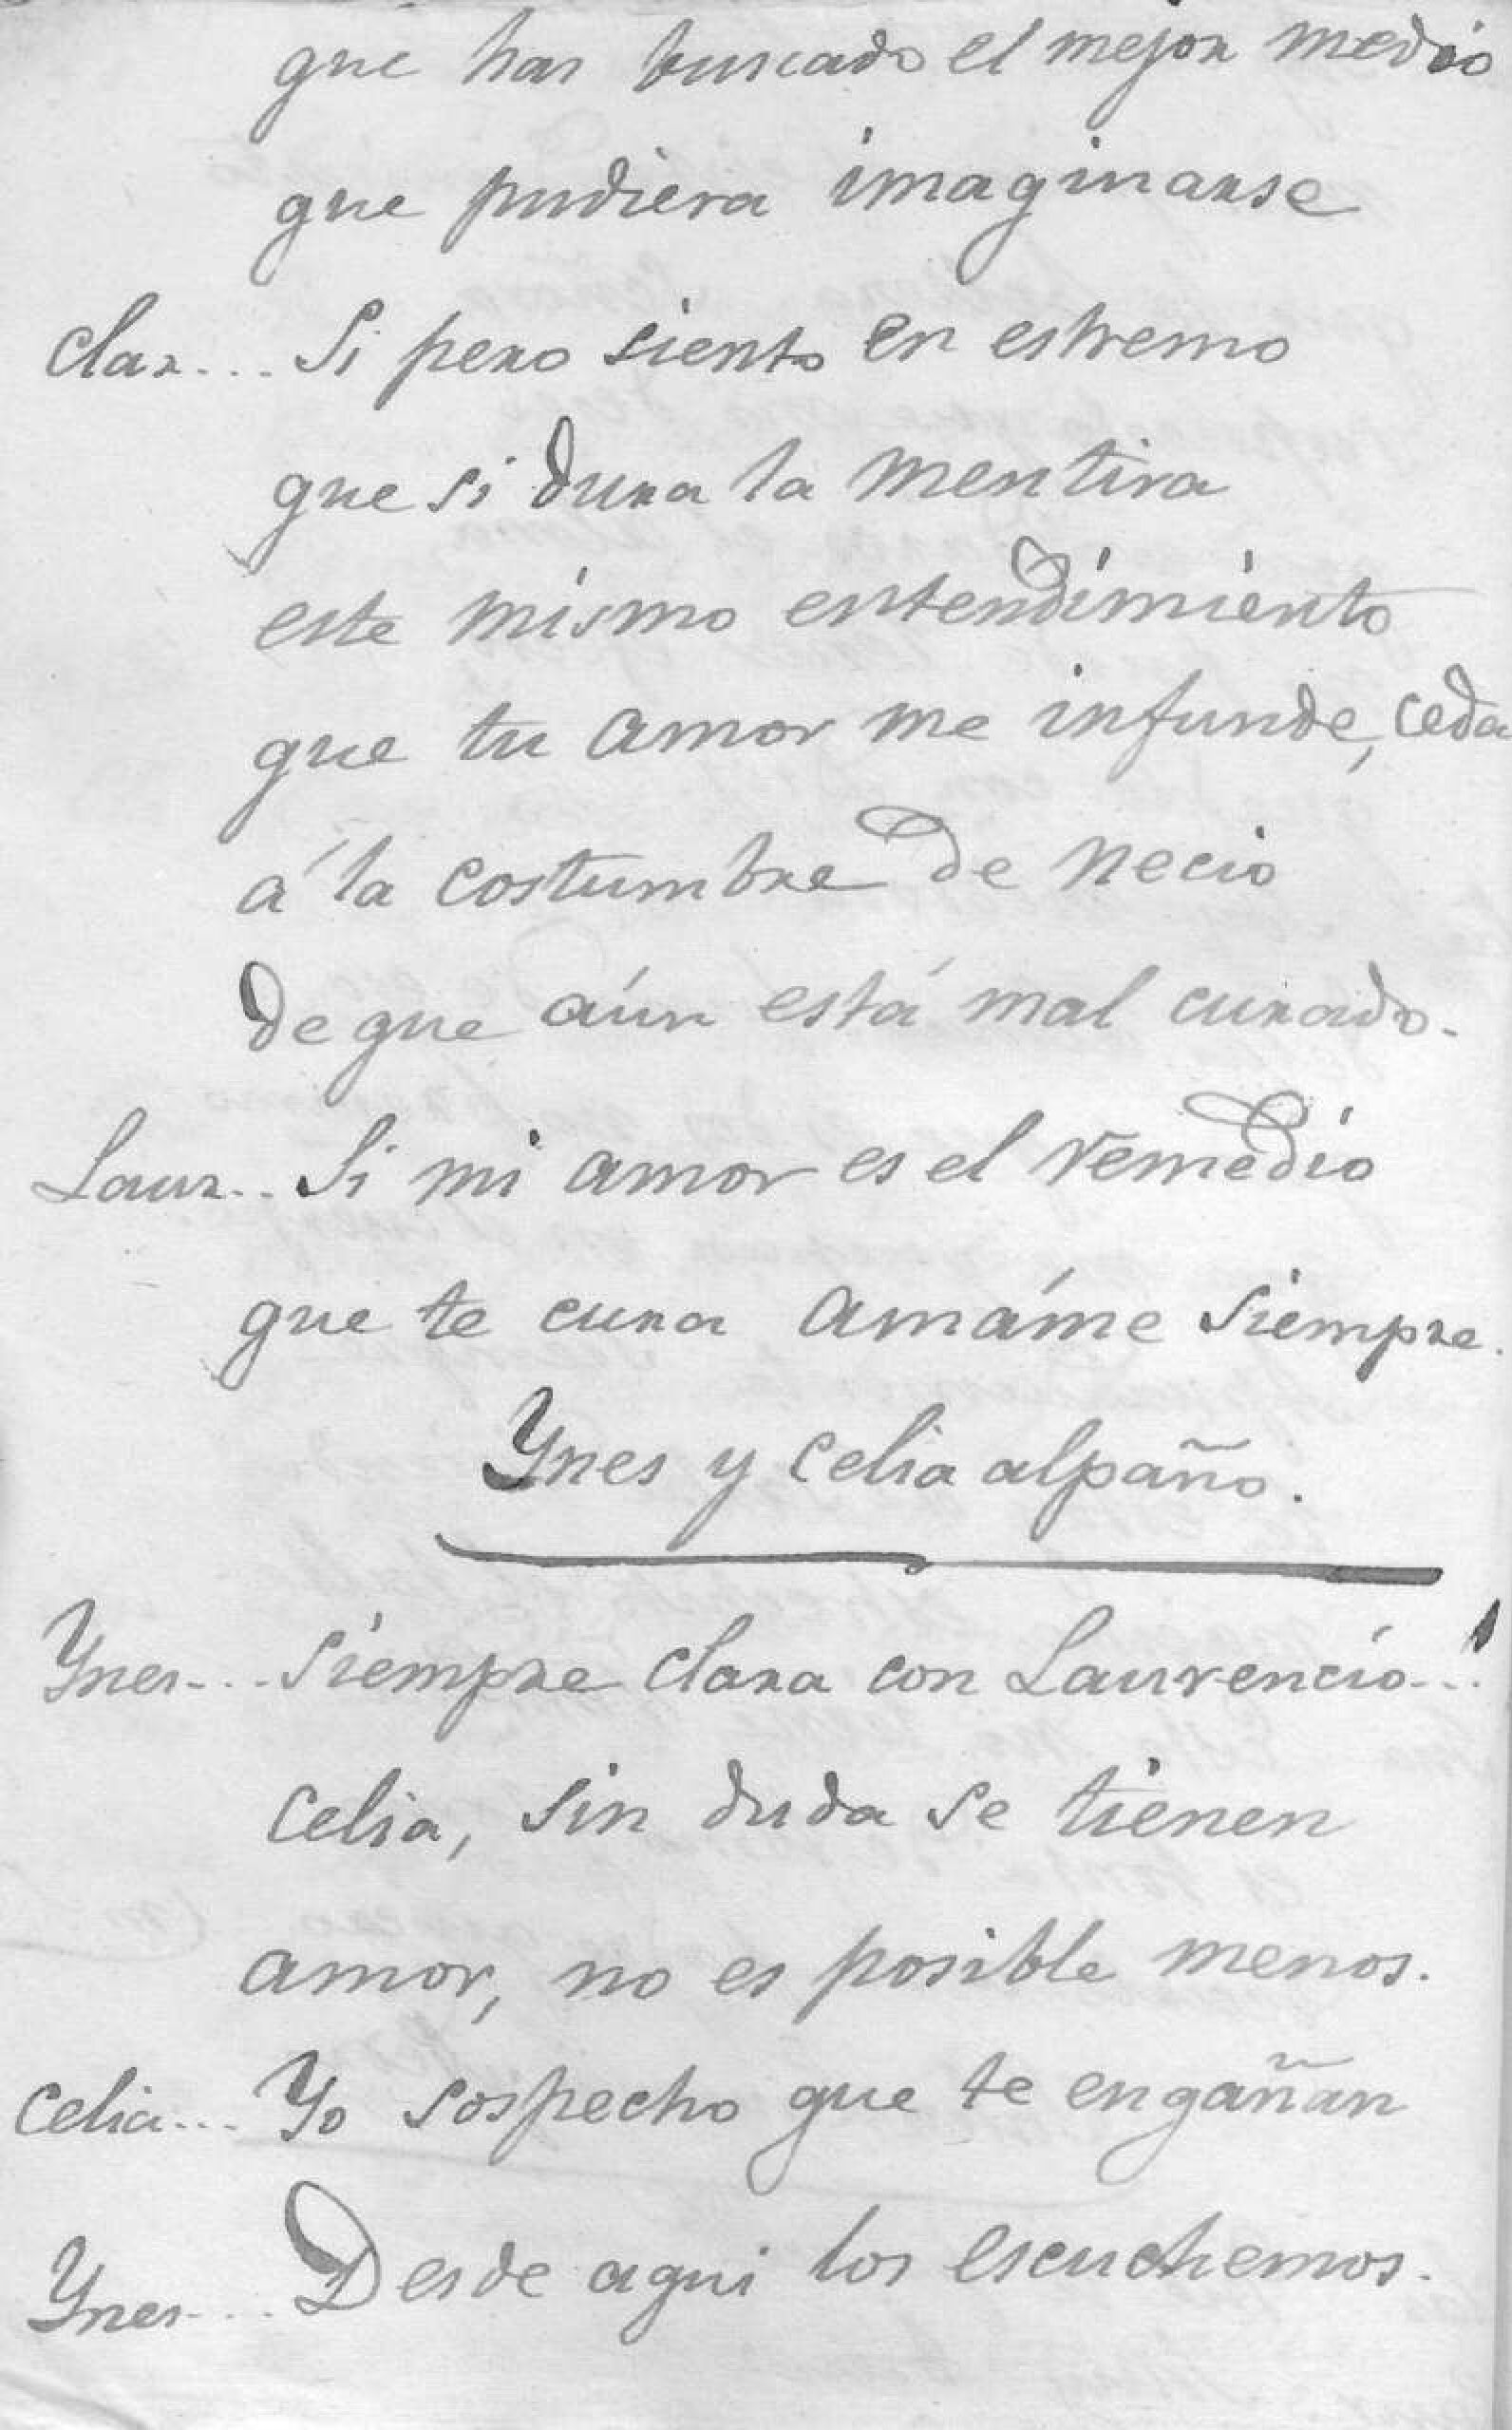 que has buscado el mejor medio
que pudiera imaginarse
Clar... Si pero siento en estremo
que si dura la mentira
este mismo entendimiento
que tu amor me infunde, ceda
á la costumbre de necio
de que aún está mal curado.
Laur.. Si mi amor es el remedio
que te cura amáme siempre.
Ynes y Celia al paño.
Ynes... Siempre Clara con Laurencio...!
Celia, sin duda se tienen
amor, no es posible menos.
Celia... Yo sospecho que te engañan
Ynes... Desde aqui los escuchemos.